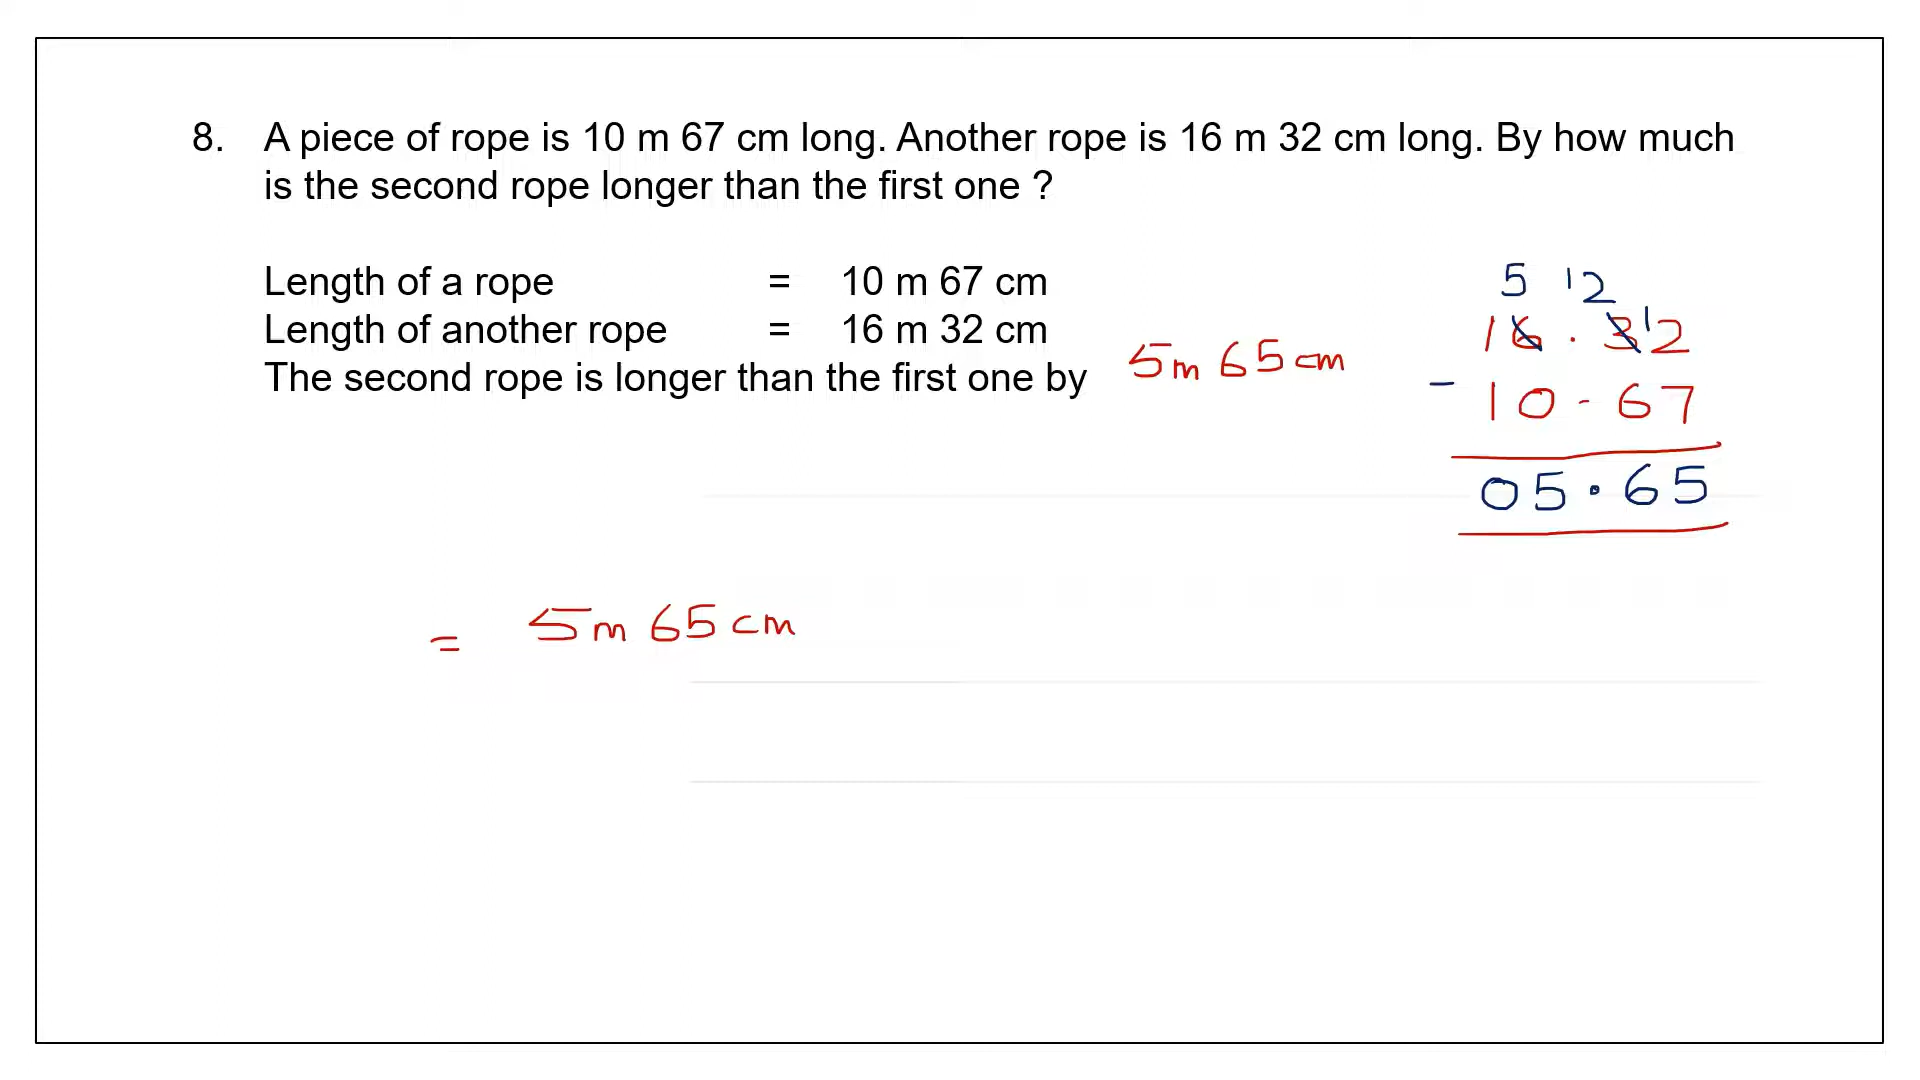 8. A piece of rope is 10 m 67 cm long. Another rope is 16 m 32 cm long. By how much
is the second rope longer than the first one ?
Length of a rope = 10 m 67 cm
Length of another rope = 16 m 32 cm
The second rope is longer than the first one by 5m 65cm
5 12
16.312
- 10.67
05.65
= 5m 65cm